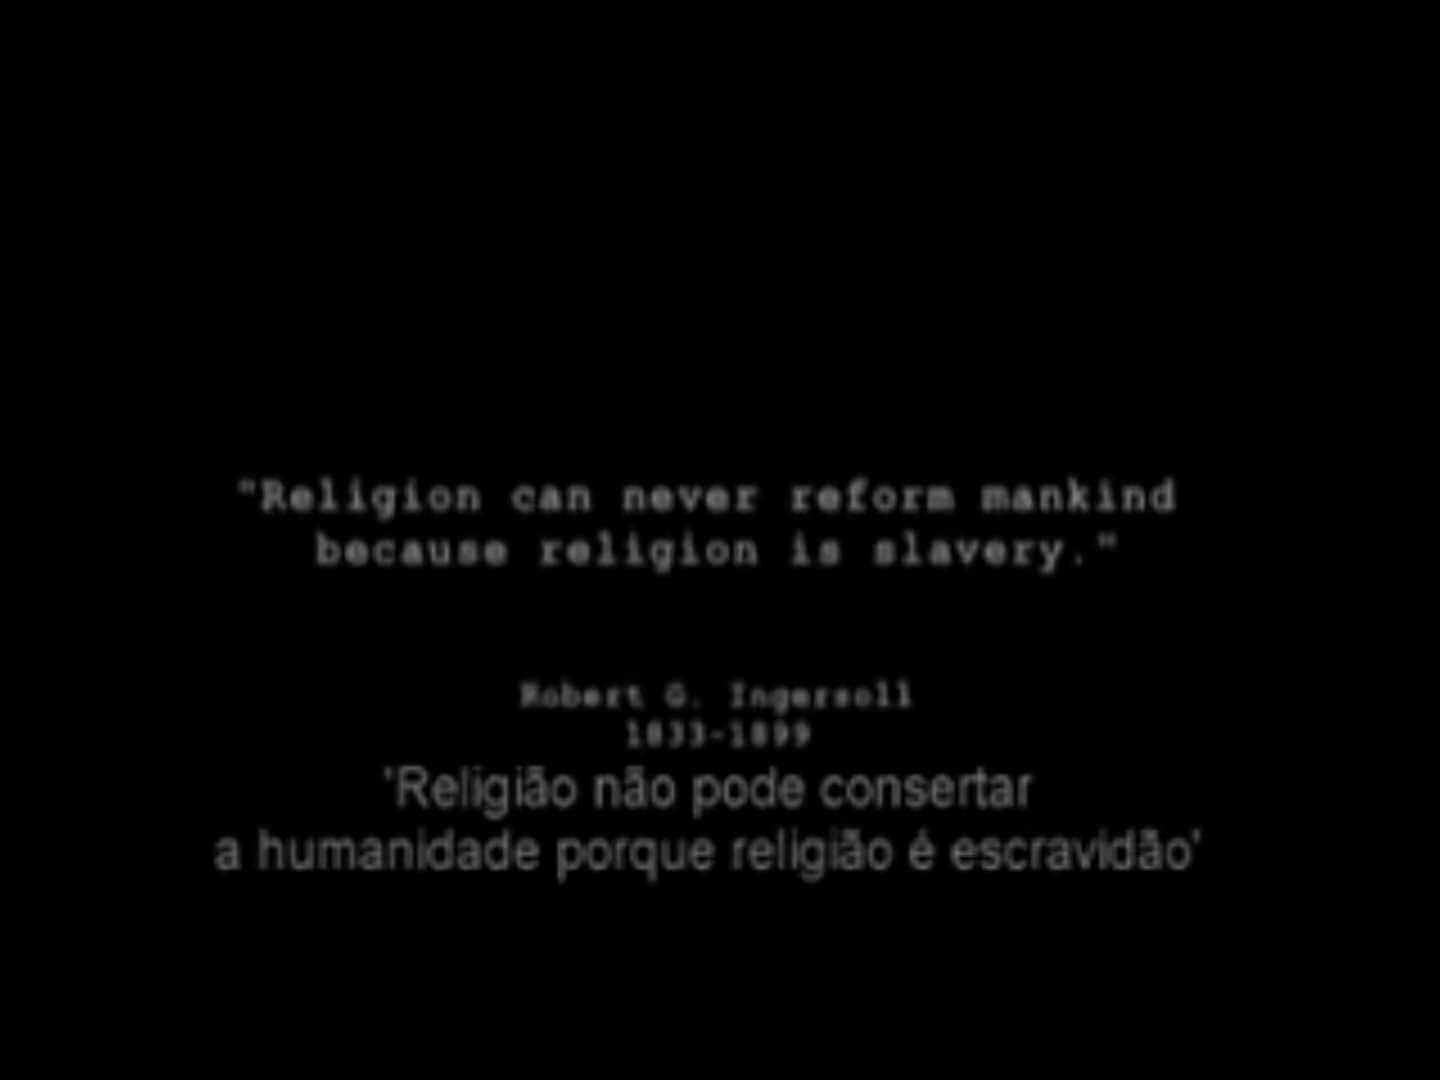 "Religion can never reform mankind
because religion is slavery."
Robert G. Ingersoll
1833-1899
'Religião não pode consertar
a humanidade porque religião é escravidão'